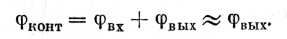 φконт = φвх + φвых ≈ φвых.